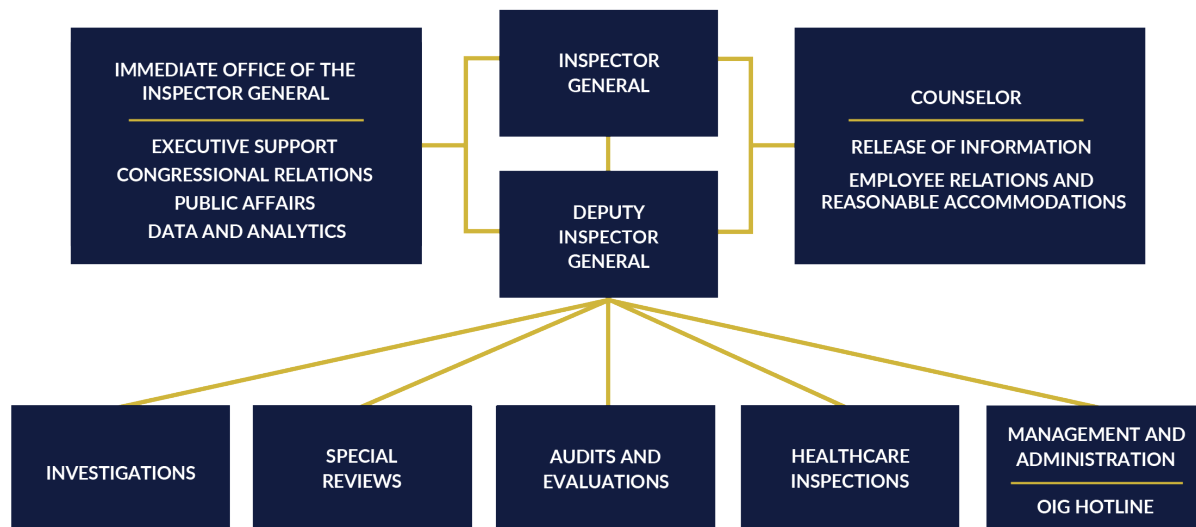 IMMEDIATE OFFICE OF THE
INSPECTOR GENERAL
EXECUTIVE SUPPORT
CONGRESSIONAL RELATIONS
PUBLIC AFFAIRS
DATA AND ANALYTICS
INSPECTOR
GENERAL
DEPUTY
INSPECTOR
GENERAL
COUNSELOR
RELEASE OF INFORMATION
EMPLOYEE RELATIONS AND
REASONABLE ACCOMMODATIONS
INVESTIGATIONS
SPECIAL
REVIEWS
AUDITS AND
EVALUATIONS
HEALTHCARE
INSPECTIONS
MANAGEMENT AND
ADMINISTRATION
OIG HOTLINE